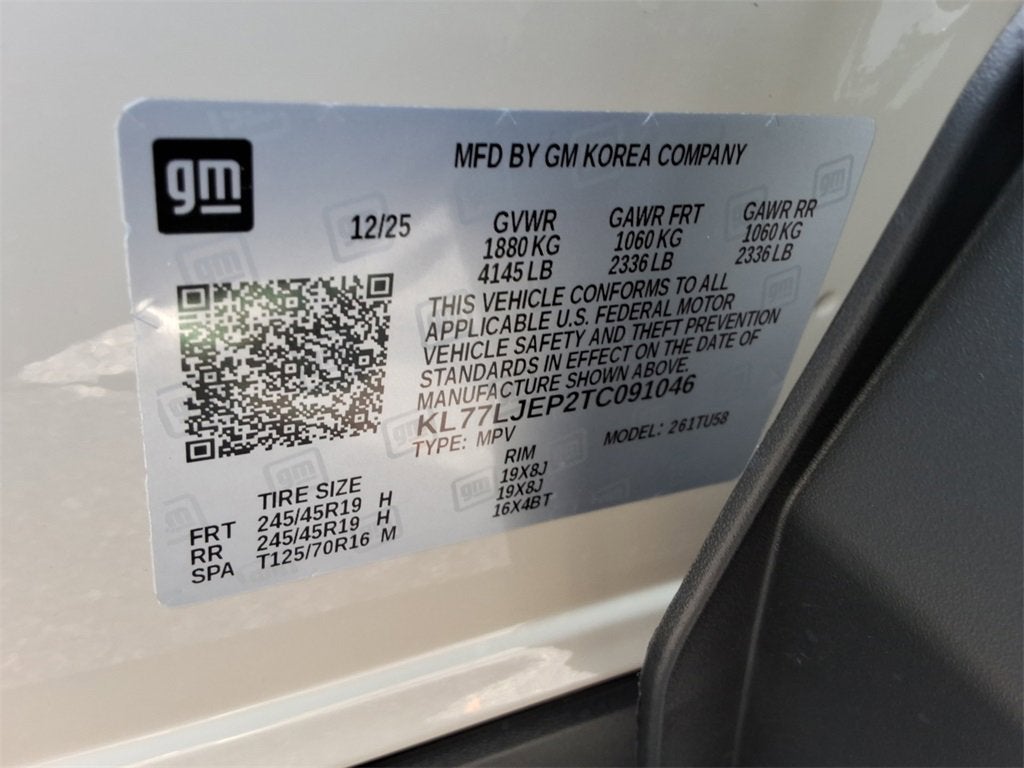 gm
MFD BY GM KOREA COMPANY
12/25
GVWR GAWR FRT GAWR RR
1880 KG 1060 KG 1060 KG
4145 LB 2336 LB 2336 LB
THIS VEHICLE CONFORMS TO ALL
APPLICABLE U.S. FEDERAL MOTOR
VEHICLE SAFETY AND THEFT PREVENTION
STANDARDS IN EFFECT ON THE DATE OF
MANUFACTURE SHOWN ABOVE.
KL77LJEP2TC091046
TYPE: MPV MODEL: 261TU58
TIRE SIZE RIM
FRT 245/45R19 H 19X8J
RR 245/45R19 H 19X8J
SPA T125/70R16 M 16X4BT